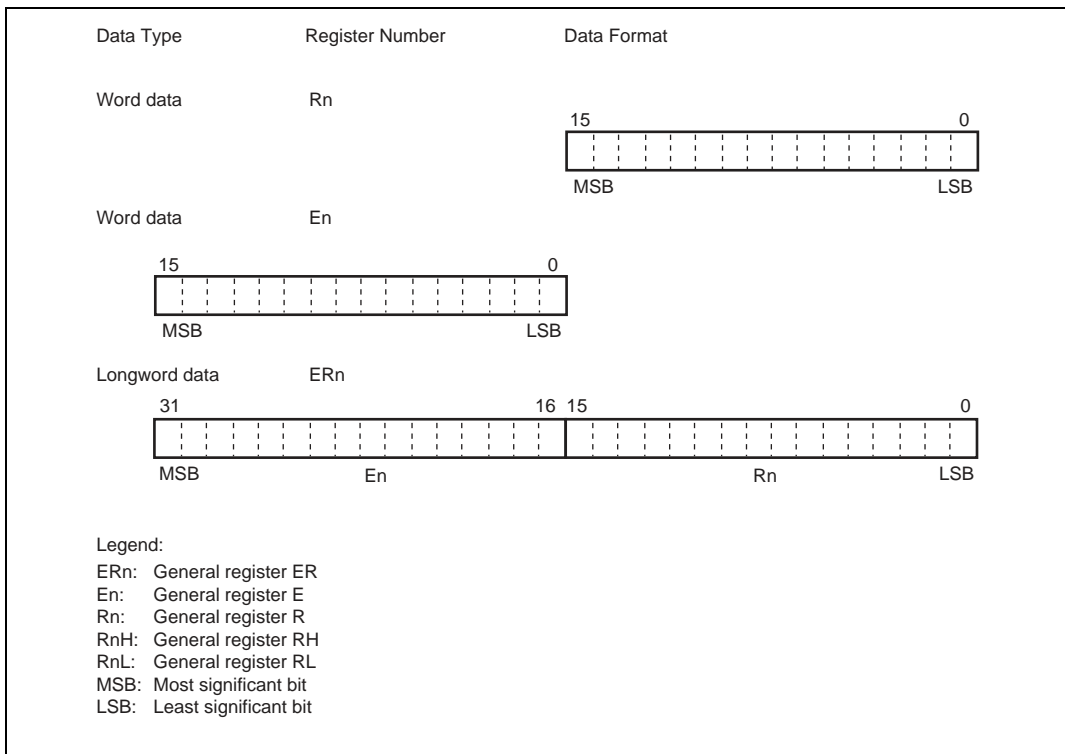 Data Type Register Number Data Format
Word data Rn
15 0
MSB LSB
Word data En
15 0
MSB LSB
Longword data ERn
31 16 15 0
MSB En Rn LSB
Legend:
ERn: General register ER
En: General register E
Rn: General register R
RnH: General register RH
RnL: General register RL
MSB: Most significant bit
LSB: Least significant bit